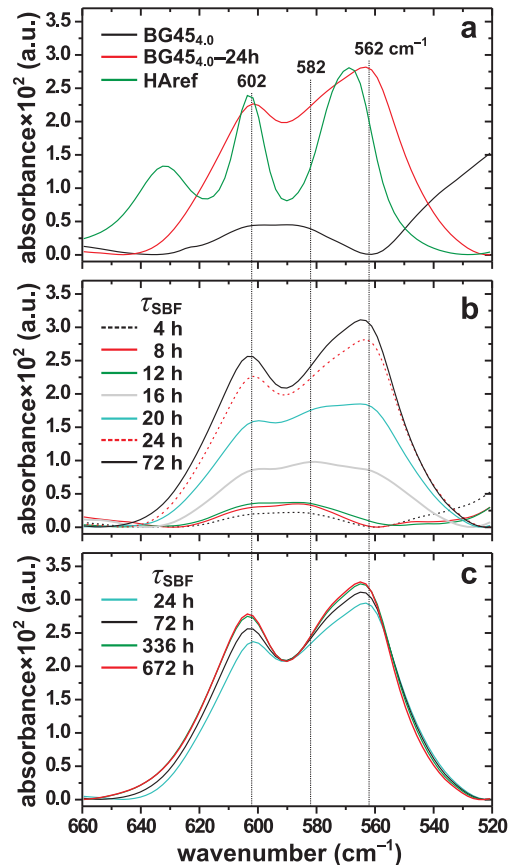 a
BG45₄.₀
BG45₄.₀–24h
HAref
602
582
562 cm⁻¹
absorbance×10² (a.u.)
3.5
3.0
2.5
2.0
1.5
1.0
0.5
0.0
b
τSBF
4 h
8 h
12 h
16 h
20 h
24 h
72 h
absorbance×10² (a.u.)
3.5
3.0
2.5
2.0
1.5
1.0
0.5
0.0
c
τSBF
24 h
72 h
336 h
672 h
absorbance×10² (a.u.)
3.5
3.0
2.5
2.0
1.5
1.0
0.5
0.0
660 640 620 600 580 560 540 520
wavenumber (cm⁻¹)